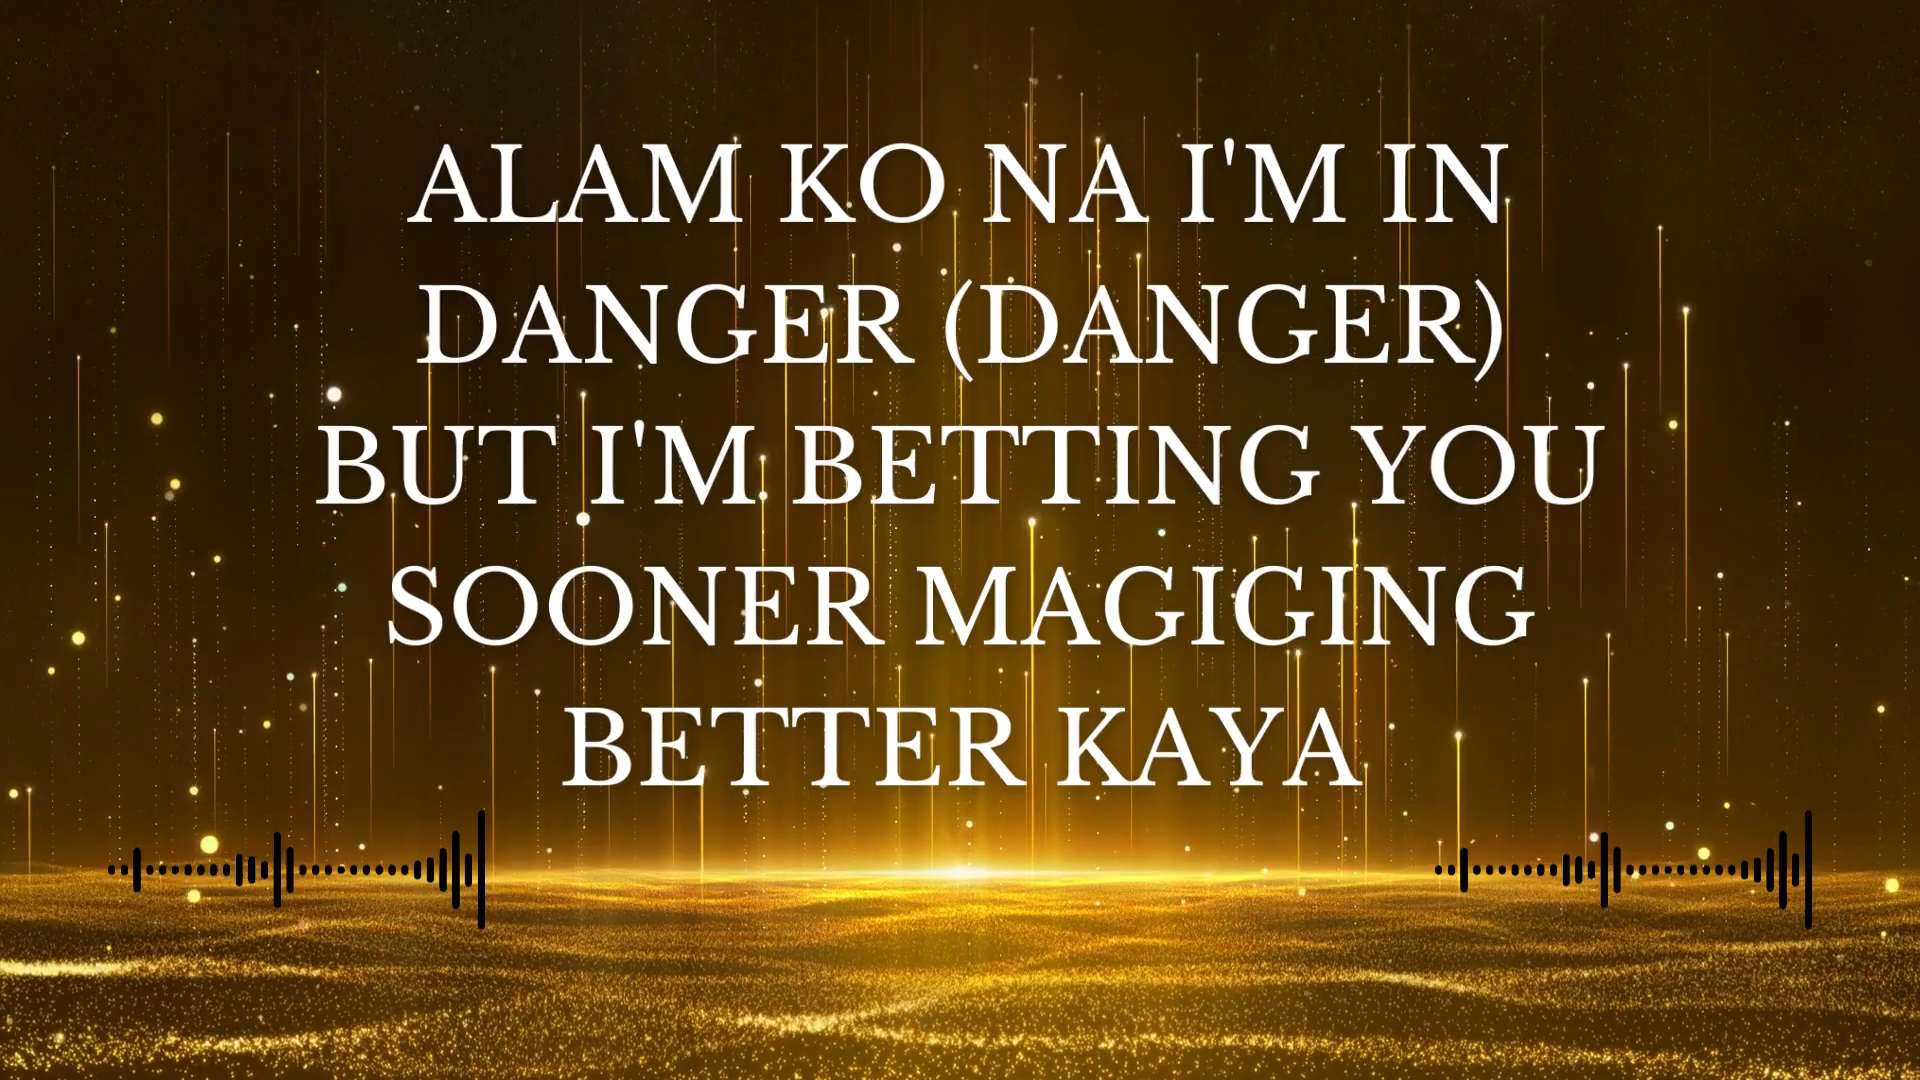 ALAM KO NA I'M IN
DANGER (DANGER)
BUT I'M BETTING YOU
SOONER MAGIGING
BETTER KAYA